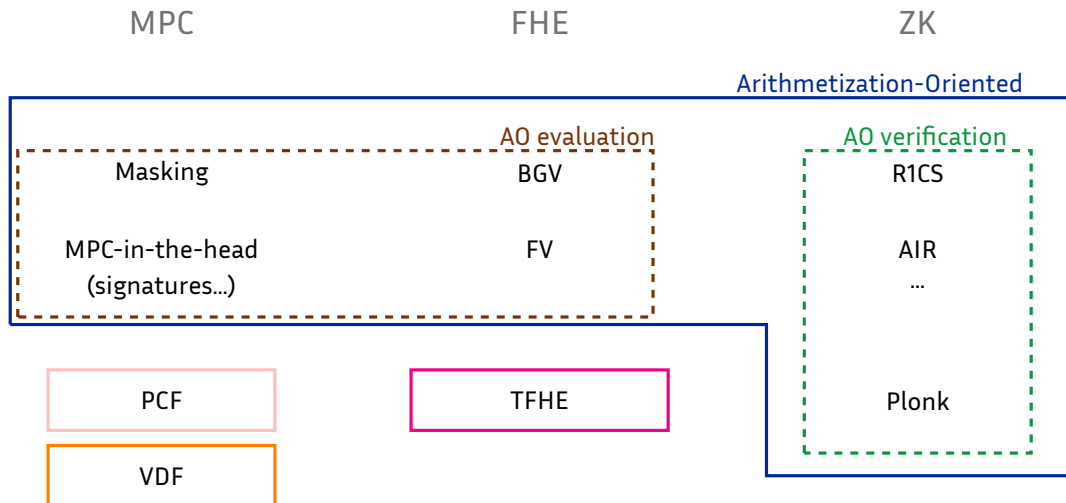 MPC
FHE
ZK
Arithmetization-Oriented
AO evaluation
AO verification
Masking
BGV
R1CS
MPC-in-the-head
(signatures...)
FV
AIR
...
PCF
TFHE
Plonk
VDF